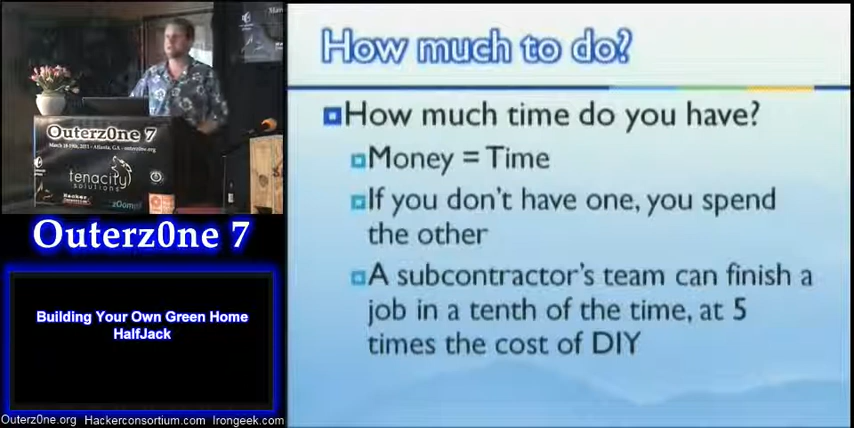 How much to do?
How much time do you have?
Money = Time
If you don't have one, you spend
the other
A subcontractor's team can finish a
job in a tenth of the time, at 5
times the cost of DIY
Outerz0ne 7
tenacity
solutions
Outerz0ne 7
Building Your Own Green Home
HalfJack
Outerz0ne.org Hackerconsortium.com Irongeek.com